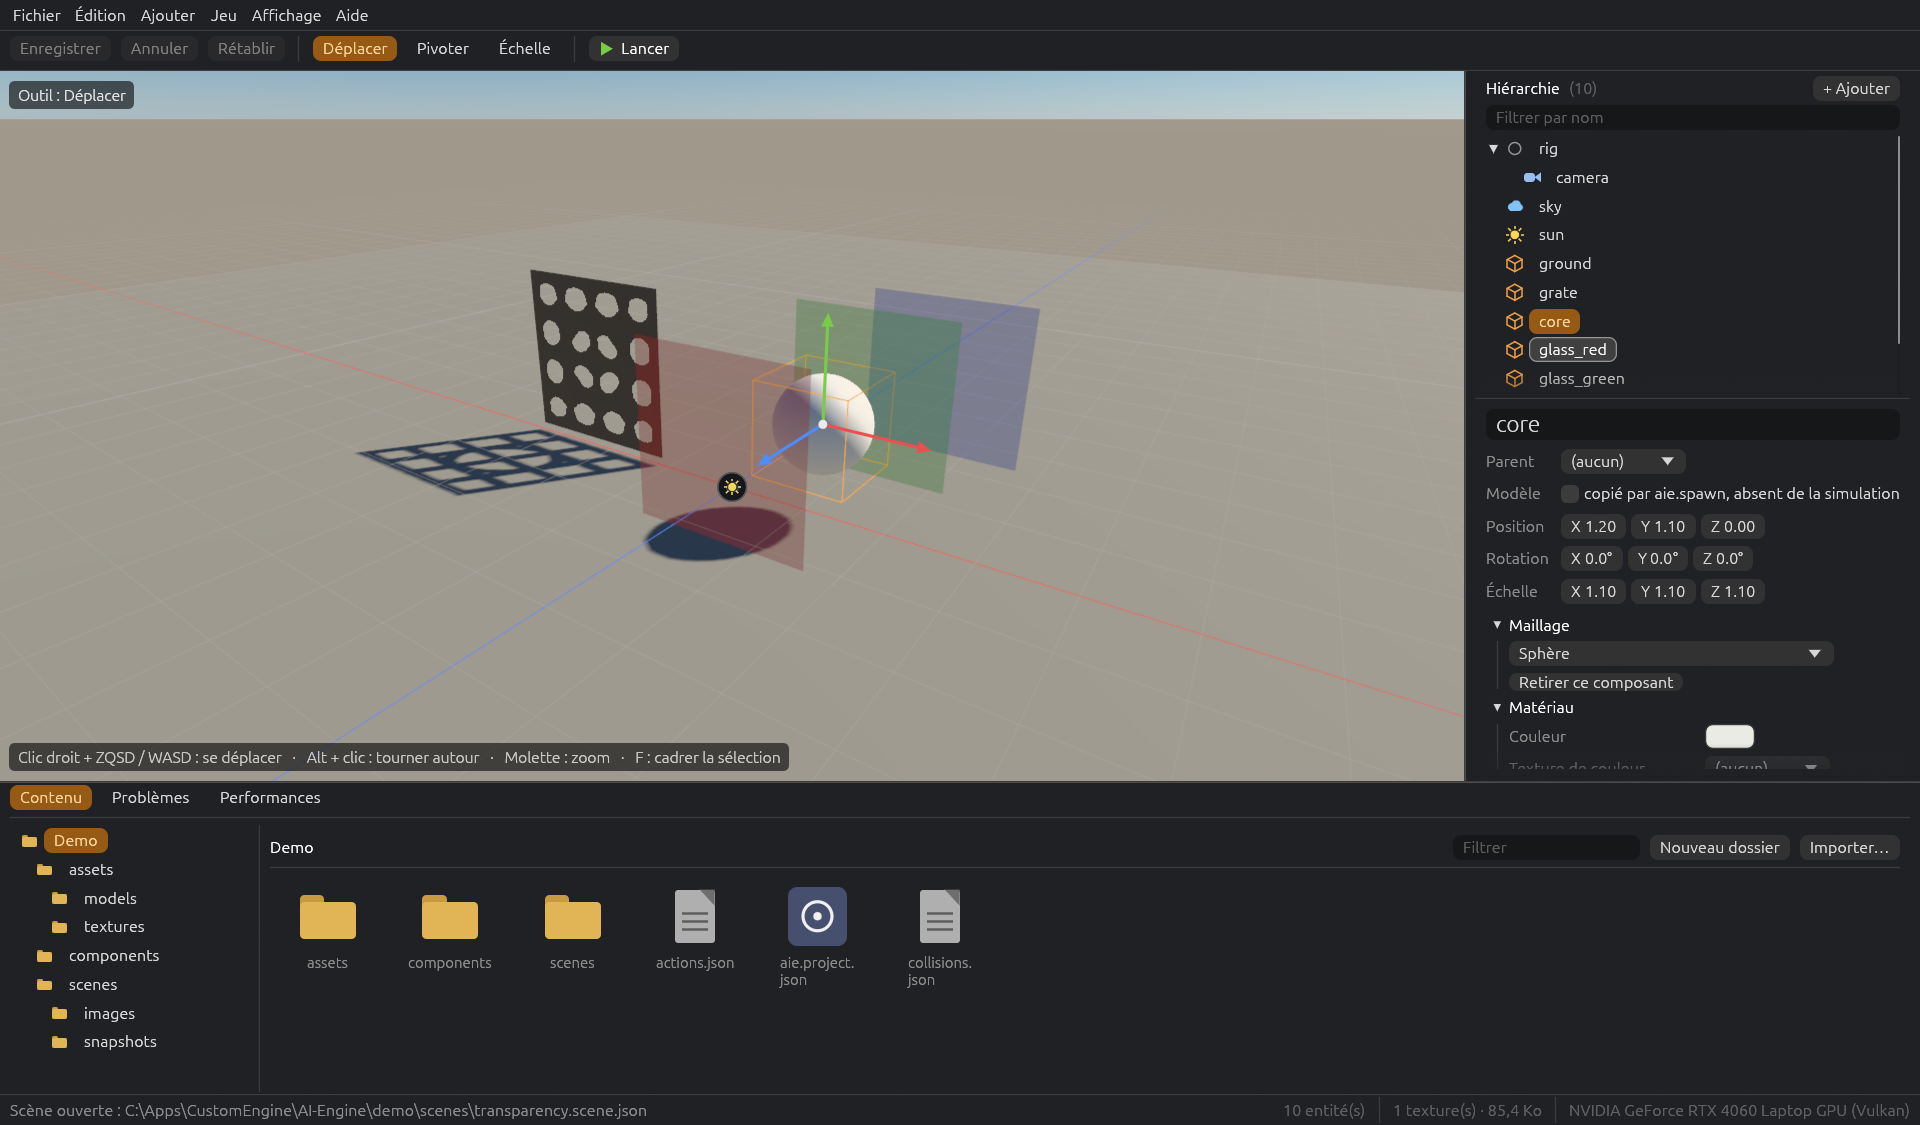 Fichier Édition Ajouter Jeu Affichage Aide
Enregistrer Annuler Rétablir Déplacer Pivoter Échelle Lancer
Outil : Déplacer
Clic droit + ZQSD / WASD : se déplacer · Alt + clic : tourner autour · Molette : zoom · F : cadrer la sélection
Hiérarchie (10) + Ajouter
Filtrer par nom
rig
camera
sky
sun
ground
grate
core
glass_red
glass_green
core
Parent (aucun)
Modèle copié par aie.spawn, absent de la simulation
Position X 1.20 Y 1.10 Z 0.00
Rotation X 0.0° Y 0.0° Z 0.0°
Échelle X 1.10 Y 1.10 Z 1.10
Maillage
Sphère
Retirer ce composant
Matériau
Couleur
Texture de couleur (aucun)
Contenu Problèmes Performances
Demo
assets
models
textures
components
scenes
images
snapshots
Demo Filtrer Nouveau dossier Importer…
assets components scenes actions.json aie.project.json collisions.json
Scène ouverte : C:\Apps\CustomEngine\AI-Engine\demo\scenes\transparency.scene.json 10 entité(s) 1 texture(s) · 85,4 Ko NVIDIA GeForce RTX 4060 Laptop GPU (Vulkan)